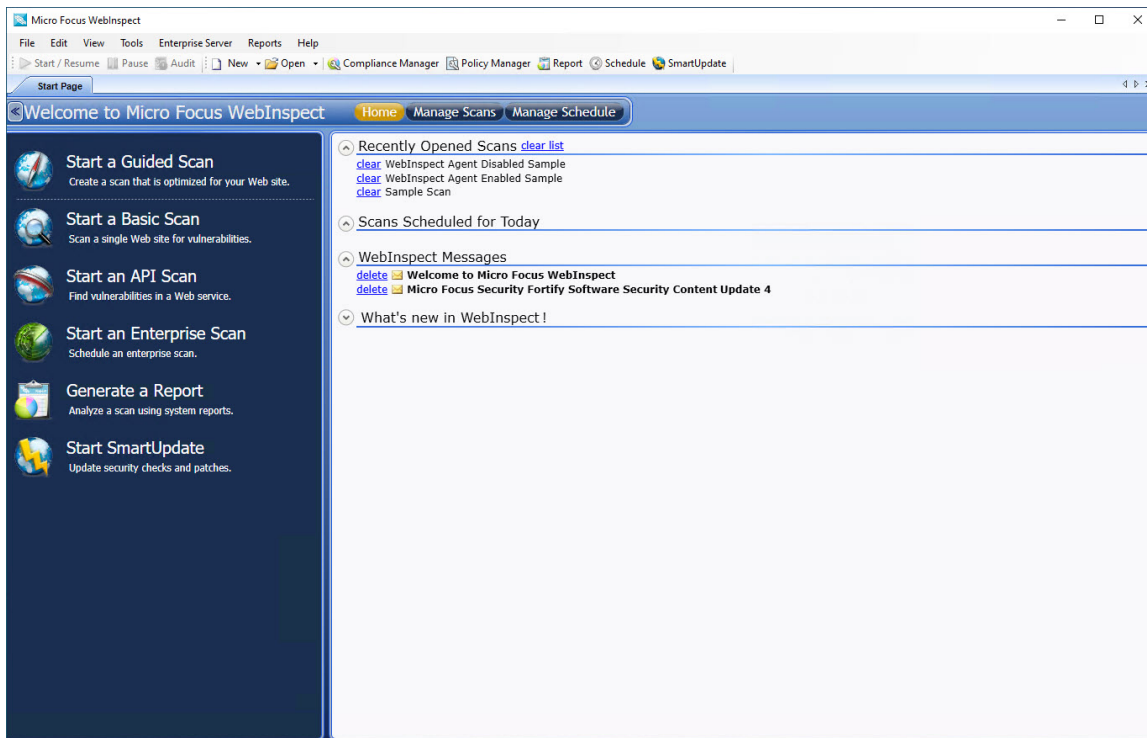 Micro Focus WebInspect
File Edit View Tools Enterprise Server Reports Help
Start / Resume Pause Audit New Open Compliance Manager Policy Manager Report Schedule SmartUpdate
Start Page
Welcome to Micro Focus WebInspect Home Manage Scans Manage Schedule
Start a Guided Scan
Create a scan that is optimized for your Web site.
Start a Basic Scan
Scan a single Web site for vulnerabilities.
Start an API Scan
Find vulnerabilities in a Web service.
Start an Enterprise Scan
Schedule an enterprise scan.
Generate a Report
Analyze a scan using system reports.
Start SmartUpdate
Update security checks and patches.
Recently Opened Scans clear list
clear WebInspect Agent Disabled Sample
clear WebInspect Agent Enabled Sample
clear Sample Scan
Scans Scheduled for Today
WebInspect Messages
delete Welcome to Micro Focus WebInspect
delete Micro Focus Security Fortify Software Security Content Update 4
What's new in WebInspect!